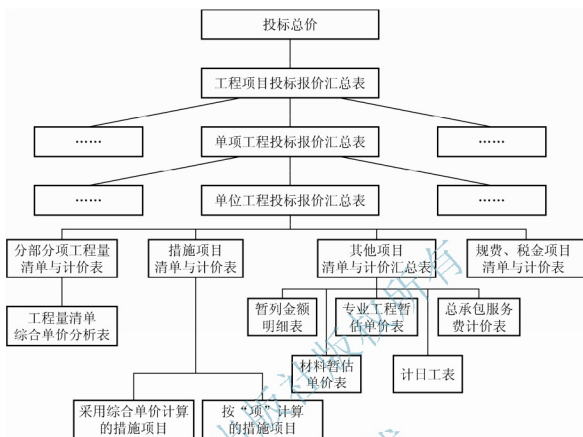 投标总价
工程项目投标报价汇总表
……
单项工程投标报价汇总表
……
……
单位工程投标报价汇总表
……
分部分项工程量
清单与计价表
措施项目
清单与计价表
其他项目
清单与计价汇总表
规费、税金项目
清单与计价表
工程量清单
综合单价分析表
暂列金额
明细表
专业工程暂
估单价表
总承包服务
费计价表
材料暂估
单价表
计日工表
采用综合单价计算
的措施项目
按“项”计算
的措施项目
出版社版权所有